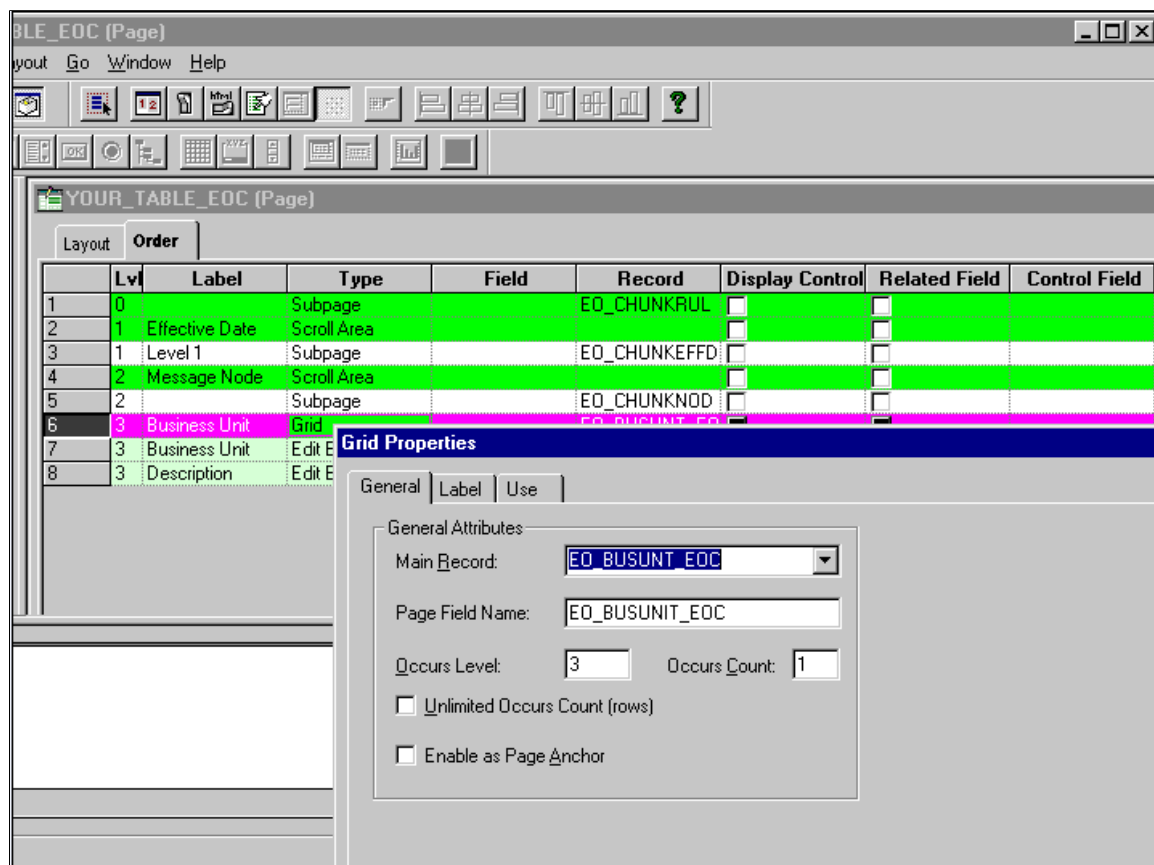 BLE_EOC (Page)
yout Go Window Help
YOUR_TABLE_EOC (Page)
Layout Order
Lvl Label Type Field Record Display Control Related Field Control Field
1 0 Subpage EO_CHUNKRUL
2 1 Effective Date Scroll Area
3 1 Level 1 Subpage EO_CHUNKEFFD
4 2 Message Node Scroll Area
5 2 Subpage EO_CHUNKNOD
6 3 Business Unit Grid EO_BUSUNT_EO
7 3 Business Unit Edit B
8 3 Description Edit B
Grid Properties
General Label Use
General Attributes
Main Record: EO_BUSUNT_EOC
Page Field Name: EO_BUSUNIT_EOC
Occurs Level: 3 Occurs Count: 1
Unlimited Occurs Count (rows)
Enable as Page Anchor